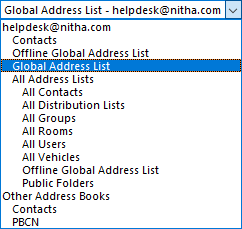 Global Address List - helpdesk@nitha.com
helpdesk@nitha.com
Contacts
Offline Global Address List
Global Address List
All Address Lists
All Contacts
All Distribution Lists
All Groups
All Rooms
All Users
All Vehicles
Offline Global Address List
Public Folders
Other Address Books
Contacts
PBCN